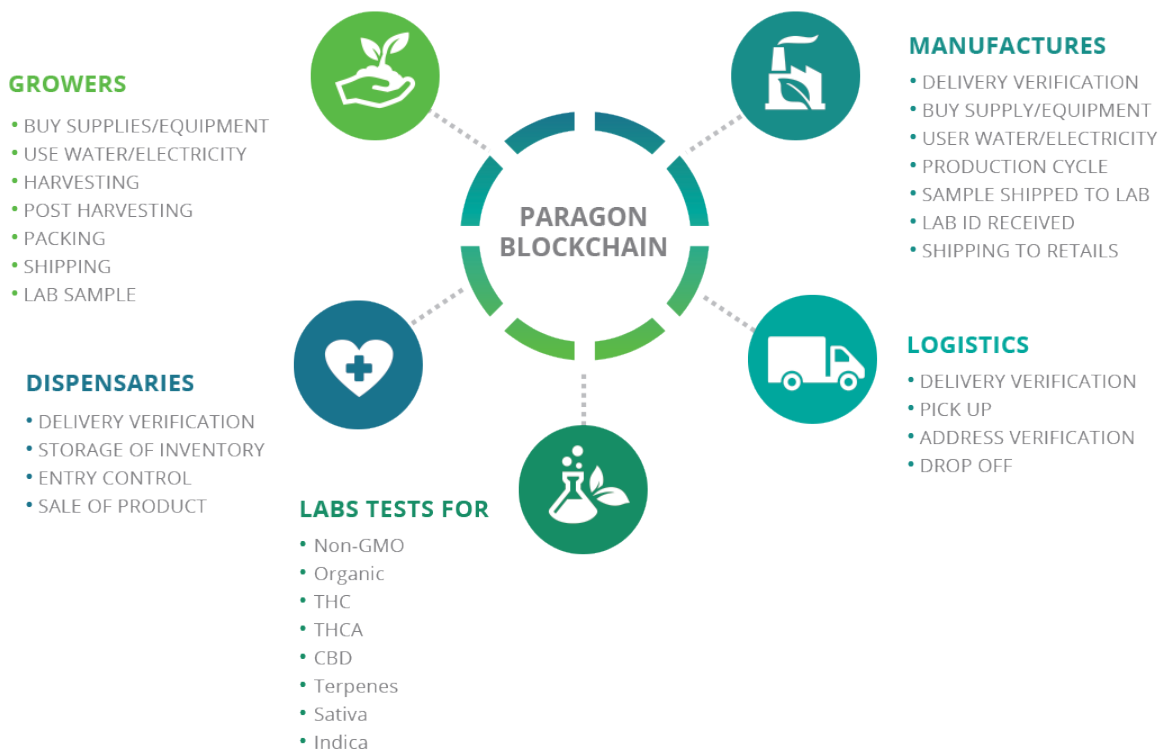 GROWERS
• BUY SUPPLIES/EQUIPMENT
• USE WATER/ELECTRICITY
• HARVESTING
• POST HARVESTING
• PACKING
• SHIPPING
• LAB SAMPLE
PARAGON
BLOCKCHAIN
MANUFACTURES
• DELIVERY VERIFICATION
• BUY SUPPLY/EQUIPMENT
• USER WATER/ELECTRICITY
• PRODUCTION CYCLE
• SAMPLE SHIPPED TO LAB
• LAB ID RECEIVED
• SHIPPING TO RETAILS
DISPENSARIES
• DELIVERY VERIFICATION
• STORAGE OF INVENTORY
• ENTRY CONTROL
• SALE OF PRODUCT
LABS TESTS FOR
• Non-GMO
• Organic
• THC
• THCA
• CBD
• Terpenes
• Sativa
• Indica
LOGISTICS
• DELIVERY VERIFICATION
• PICK UP
• ADDRESS VERIFICATION
• DROP OFF